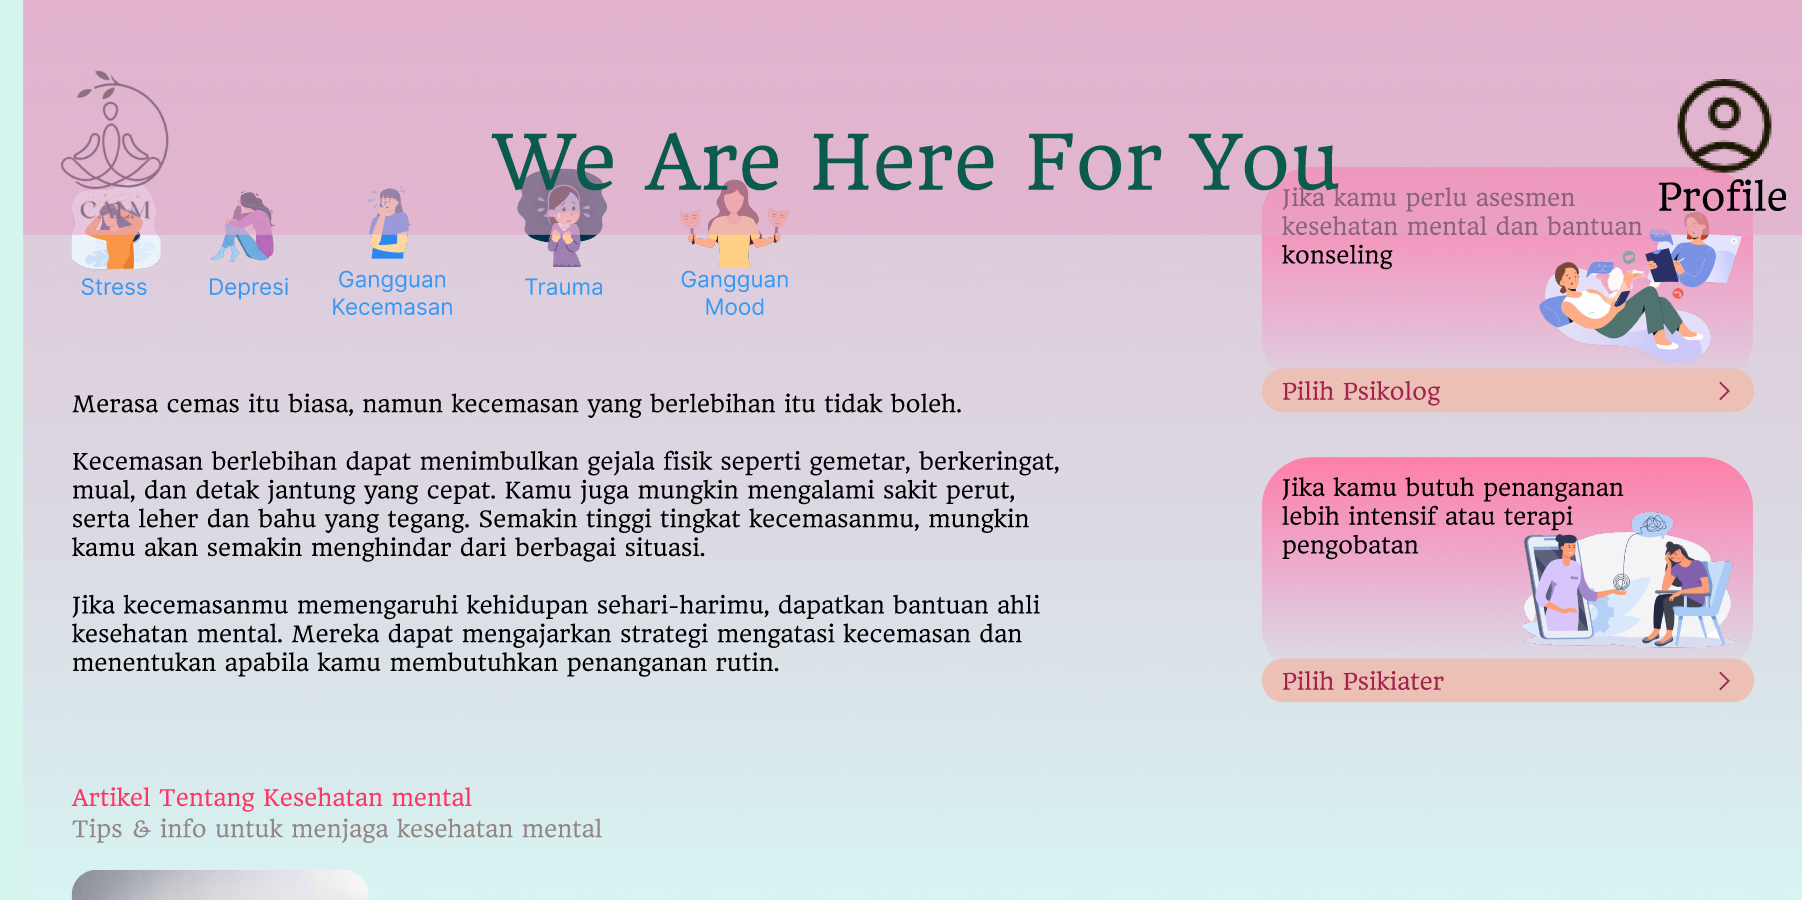 We Are Here For You
CALM
Profile
Stress
Depresi
Gangguan
Kecemasan
Trauma
Gangguan
Mood
Jika kamu perlu asesmen
kesehatan mental dan bantuan
konseling
Pilih Psikolog
Merasa cemas itu biasa, namun kecemasan yang berlebihan itu tidak boleh.
Kecemasan berlebihan dapat menimbulkan gejala fisik seperti gemetar, berkeringat,
mual, dan detak jantung yang cepat. Kamu juga mungkin mengalami sakit perut,
serta leher dan bahu yang tegang. Semakin tinggi tingkat kecemasanmu, mungkin
kamu akan semakin menghindar dari berbagai situasi.
Jika kecemasanmu memengaruhi kehidupan sehari-harimu, dapatkan bantuan ahli
kesehatan mental. Mereka dapat mengajarkan strategi mengatasi kecemasan dan
menentukan apabila kamu membutuhkan penanganan rutin.
Jika kamu butuh penanganan
lebih intensif atau terapi
pengobatan
Pilih Psikiater
Artikel Tentang Kesehatan mental
Tips & info untuk menjaga kesehatan mental